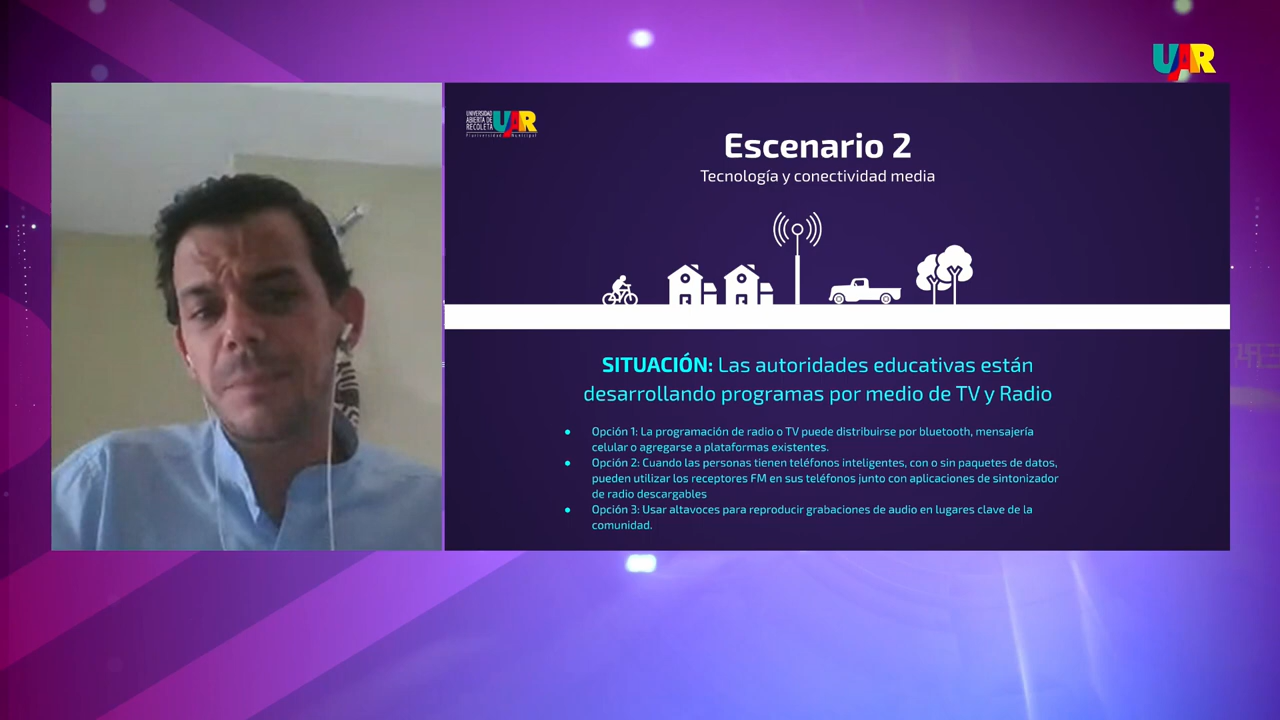 UAR
UNIVERSIDAD
ABIERTA DE
RECOLETA
UAR
Escenario 2
Tecnología y conectividad media
SITUACIÓN: Las autoridades educativas están
desarrollando programas por medio de TV y Radio
● Opción 1: La programación de radio o TV puede distribuirse por bluetooth, mensajería
celular o agregarse a plataformas existentes.
● Opción 2: Cuando las personas tienen teléfonos inteligentes, con o sin paquetes de datos,
pueden utilizar los receptores FM en sus teléfonos junto con aplicaciones de sintonizador
de radio descargables
● Opción 3: Usar altavoces para reproducir grabaciones de audio en lugares clave de la
comunidad.